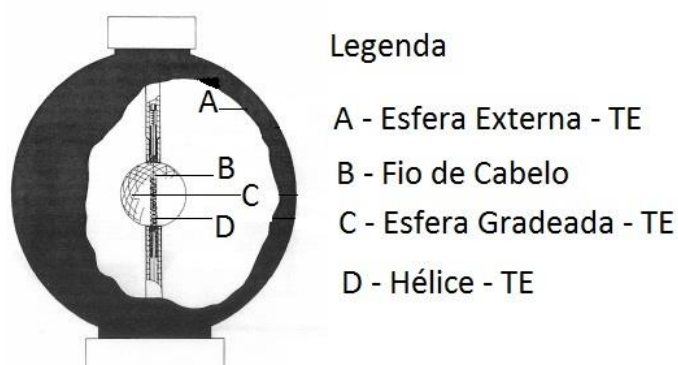 Legenda
A
A - Esfera Externa - TE
B
B - Fio de Cabelo
C
C - Esfera Gradeada - TE
D
D - Hélice - TE